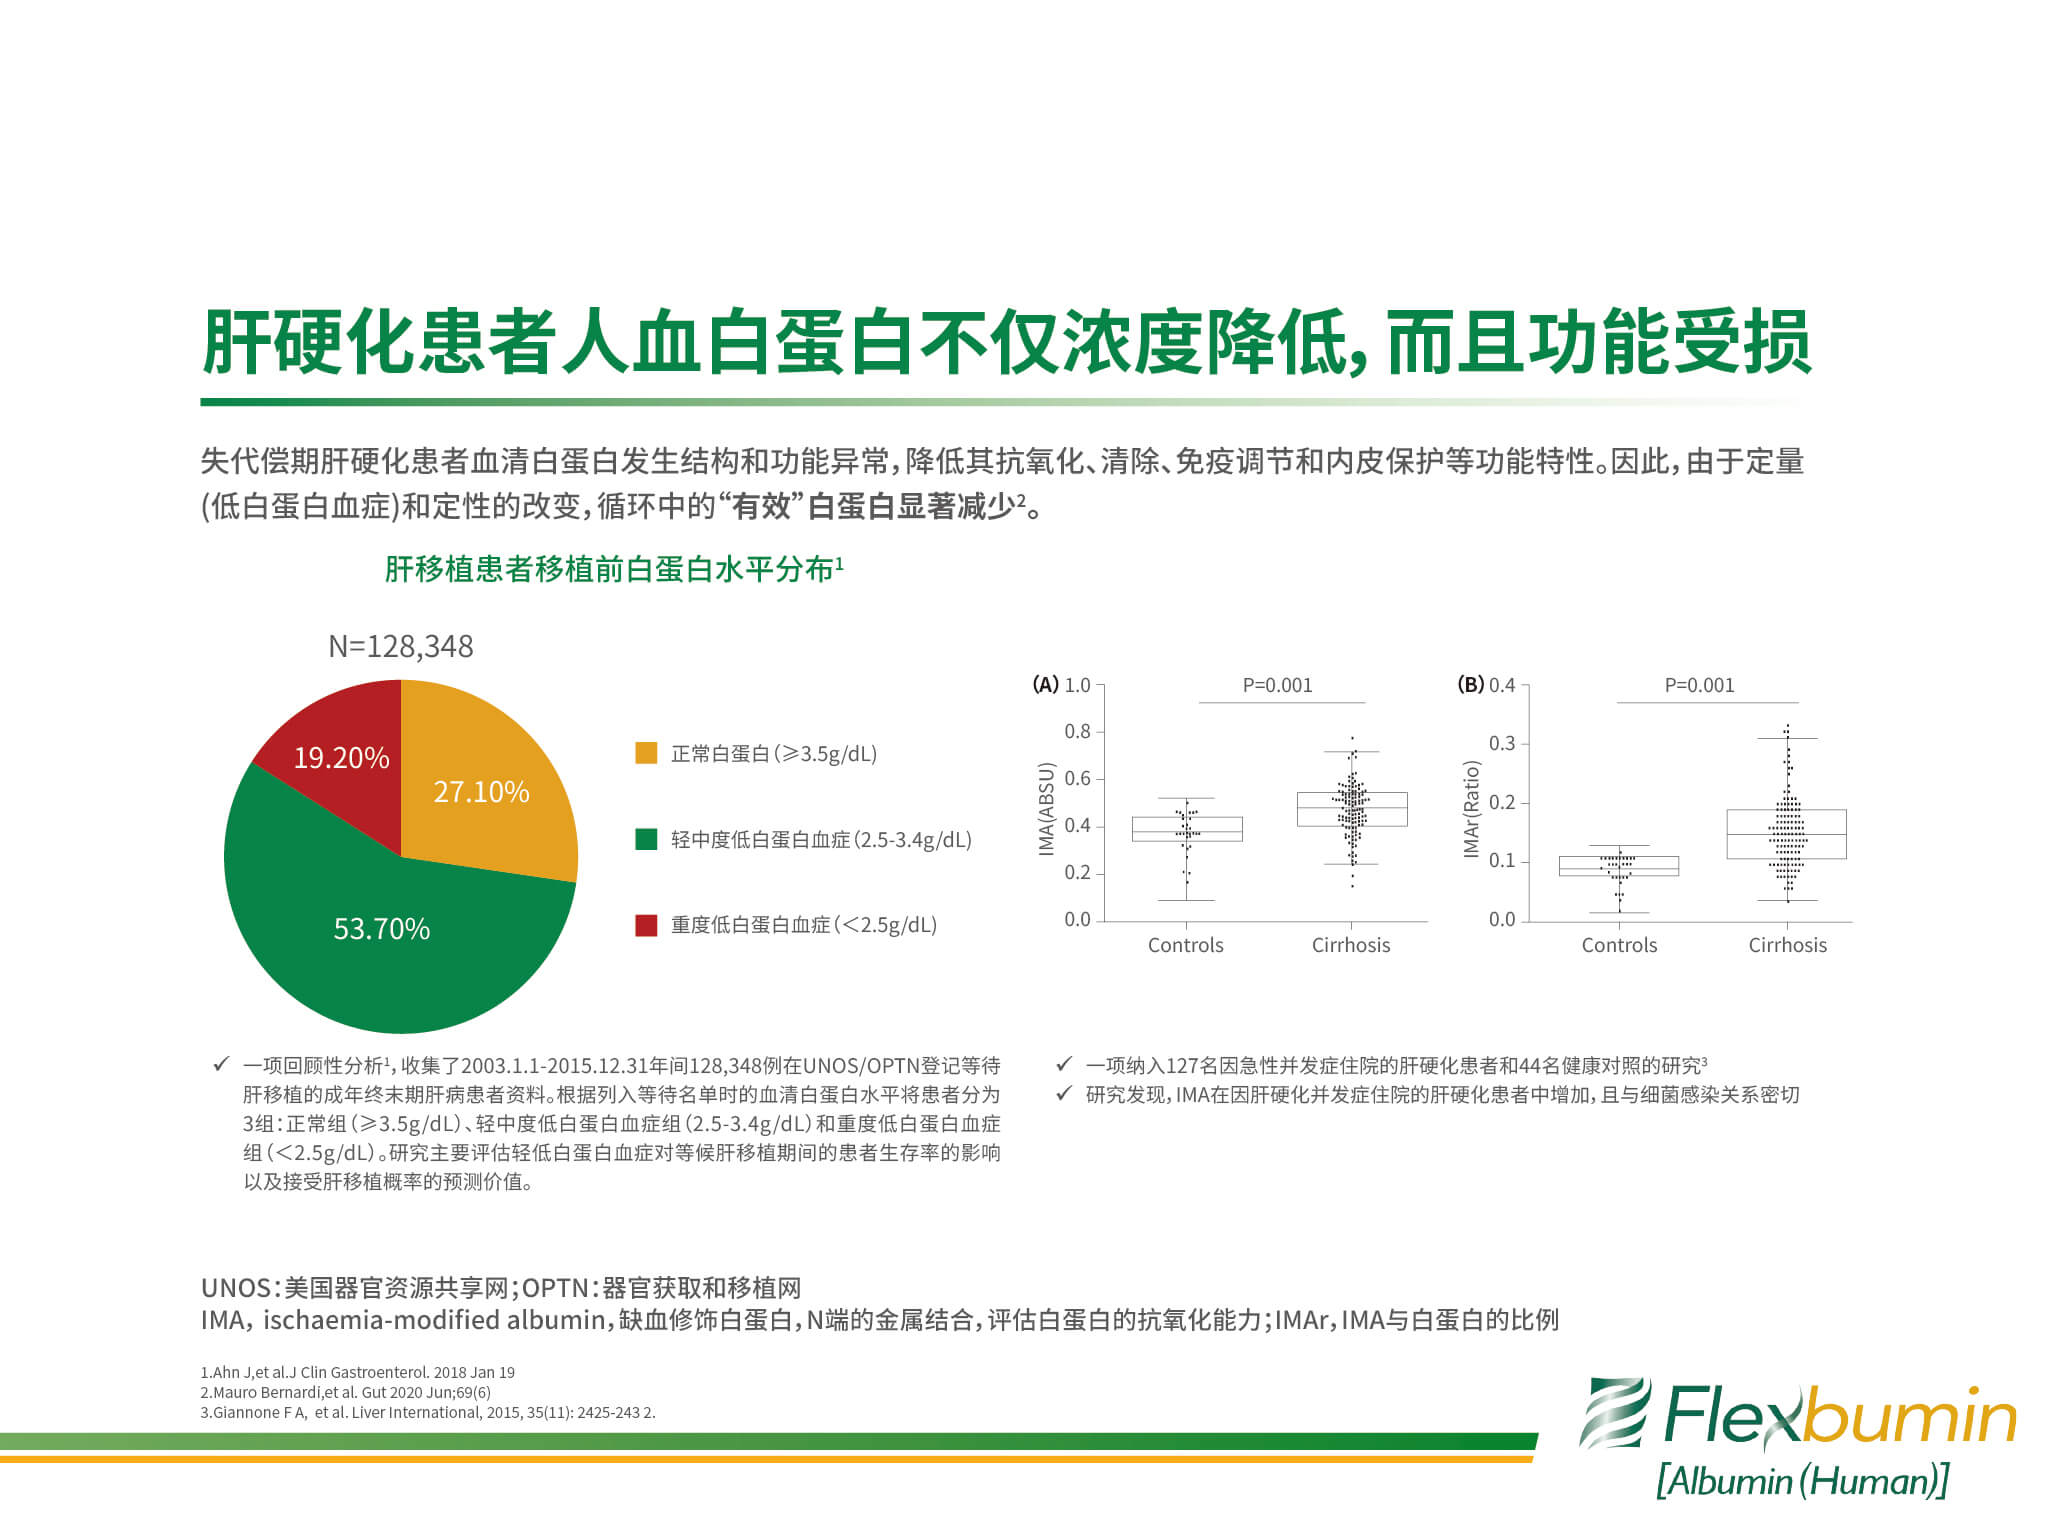 肝硬化患者人血白蛋白不仅浓度降低，而且功能受损
失代偿期肝硬化患者血清白蛋白发生结构和功能异常，降低其抗氧化、清除、免疫调节和内皮保护等功能特性。因此，由于定量
(低白蛋白血症)和定性的改变，循环中的“有效”白蛋白显著减少²。
肝移植患者移植前白蛋白水平分布¹
N=128,348
19.20%
27.10%
53.70%
正常白蛋白（≥3.5g/dL)
轻中度低白蛋白血症（2.5-3.4g/dL)
重度低白蛋白血症（＜2.5g/dL)
✓ 一项回顾性分析¹，收集了2003.1.1-2015.12.31年间128,348例在UNOS/OPTN登记等待
肝移植的成年终末期肝病患者资料。根据列入等待名单时的血清白蛋白水平将患者分为
3组：正常组（≥3.5g/dL）、轻中度低白蛋白血症组（2.5-3.4g/dL）和重度低白蛋白血症
组（＜2.5g/dL）。研究主要评估轻低白蛋白血症对等候肝移植期间的患者生存率的影响
以及接受肝移植概率的预测价值。
（A）
P=0.001
IMA(ABSU)
1.0
0.8
0.6
0.4
0.2
0.0
Controls
Cirrhosis
（B）
P=0.001
IMAr(Ratio)
0.4
0.3
0.2
0.1
0.0
Controls
Cirrhosis
✓ 一项纳入127名因急性并发症住院的肝硬化患者和44名健康对照的研究³
✓ 研究发现，IMA在因肝硬化并发症住院的肝硬化患者中增加，且与细菌感染关系密切
UNOS：美国器官资源共享网；OPTN：器官获取和移植网
IMA， ischaemia-modified albumin，缺血修饰白蛋白，N端的金属结合，评估白蛋白的抗氧化能力；IMAr，IMA与白蛋白的比例
1.Ahn J,et al.J Clin Gastroenterol. 2018 Jan 19
2.Mauro Bernardi,et al. Gut 2020 Jun;69(6)
3.Giannone F A, et al. Liver International, 2015, 35(11): 2425-243 2.
Flexbumin
[Albumin (Human)]